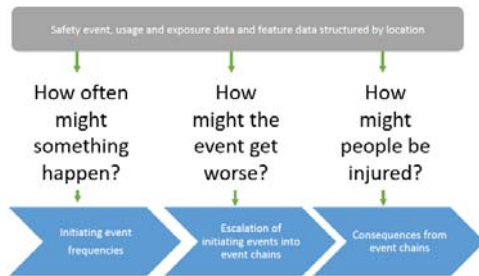 Safety event, usage and exposure data and feature data structured by location
How often
might
something
happen?
How
might the
event get
worse?
How
might
people be
injured?
Initiating event
frequencies
Escalation of
initiating events into
event chains
Consequences from
event chains